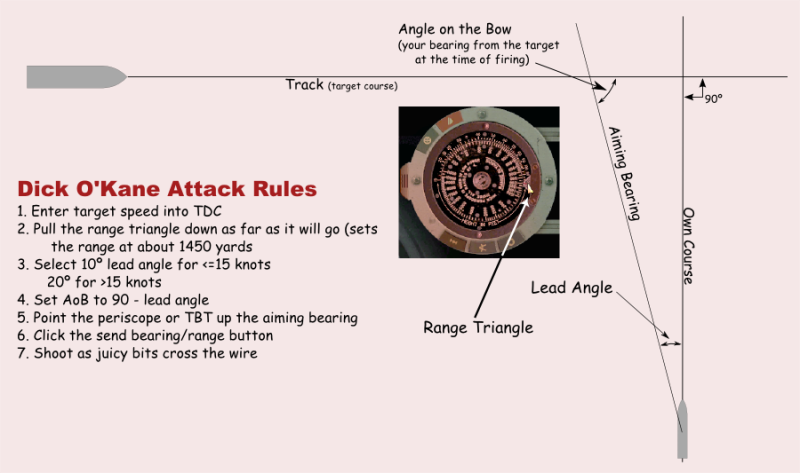 Angle on the Bow
(your bearing from the target
at the time of firing)
Track (target course)
90°
Aiming Bearing
Own Course
Dick O'Kane Attack Rules
1. Enter target speed into TDC
2. Pull the range triangle down as far as it will go (sets
the range at about 1450 yards
3. Select 10° lead angle for <=15 knots
20° for >15 knots
4. Set AoB to 90 - lead angle
5. Point the periscope or TBT up the aiming bearing
6. Click the send bearing/range button
7. Shoot as juicy bits cross the wire
Lead Angle
Range Triangle